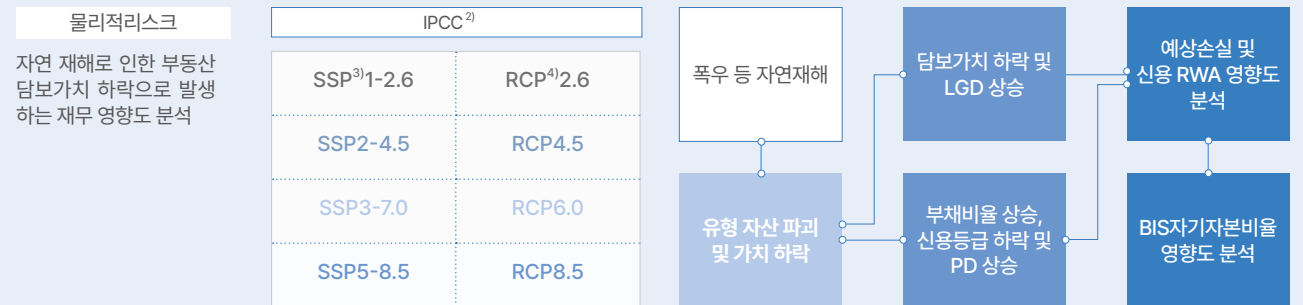 물리적리스크
자연 재해로 인한 부동산
담보가치 하락으로 발생
하는 재무 영향도 분석
IPCC 2)
SSP3)1-2.6
RCP4)2.6
SSP2-4.5
RCP4.5
SSP3-7.0
RCP6.0
SSP5-8.5
RCP8.5
폭우 등 자연재해
유형 자산 파괴
및 가치 하락
담보가치 하락 및
LGD 상승
부채비율 상승,
신용등급 하락 및
PD 상승
예상손실 및
신용 RWA 영향도
분석
BIS자기자본비율
영향도 분석